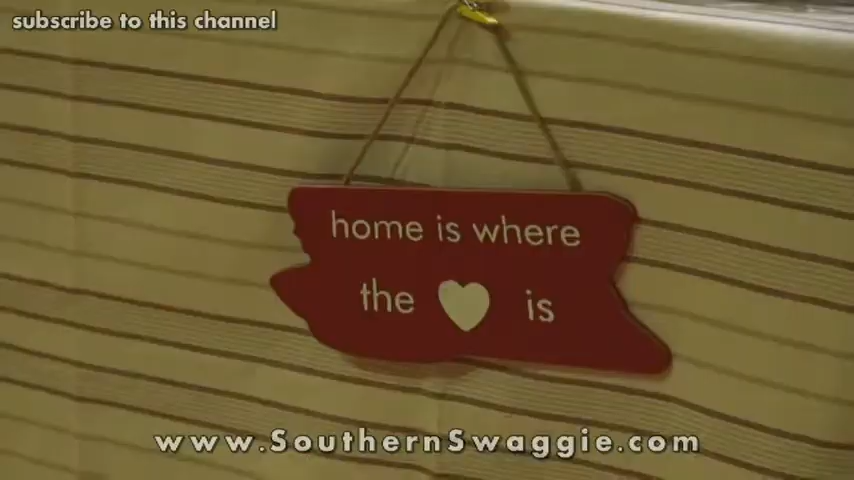 subscribe to this channel
home is where
the is
www.SouthernSwaggie.com